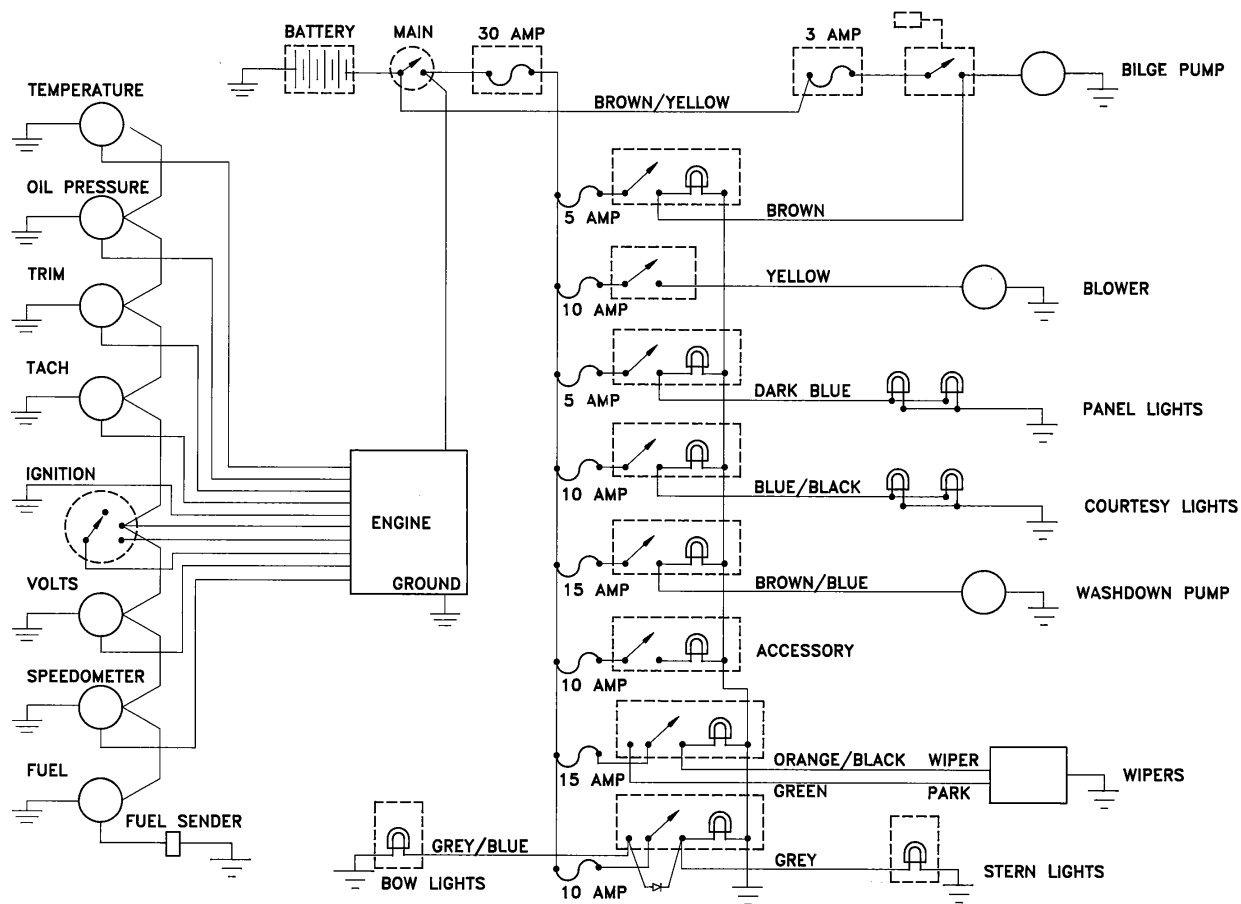 BATTERY
MAIN
30 AMP
3 AMP
BILGE PUMP
TEMPERATURE
BROWN/YELLOW
OIL PRESSURE
5 AMP
BROWN
TRIM
YELLOW
BLOWER
10 AMP
TACH
5 AMP
DARK BLUE
PANEL LIGHTS
IGNITION
10 AMP
BLUE/BLACK
COURTESY LIGHTS
ENGINE
GROUND
VOLTS
15 AMP
BROWN/BLUE
WASHDOWN PUMP
SPEEDOMETER
ACCESSORY
10 AMP
FUEL
15 AMP
ORANGE/BLACK WIPER
GREEN PARK
WIPERS
FUEL SENDER
GREY/BLUE
BOW LIGHTS
10 AMP
GREY
STERN LIGHTS